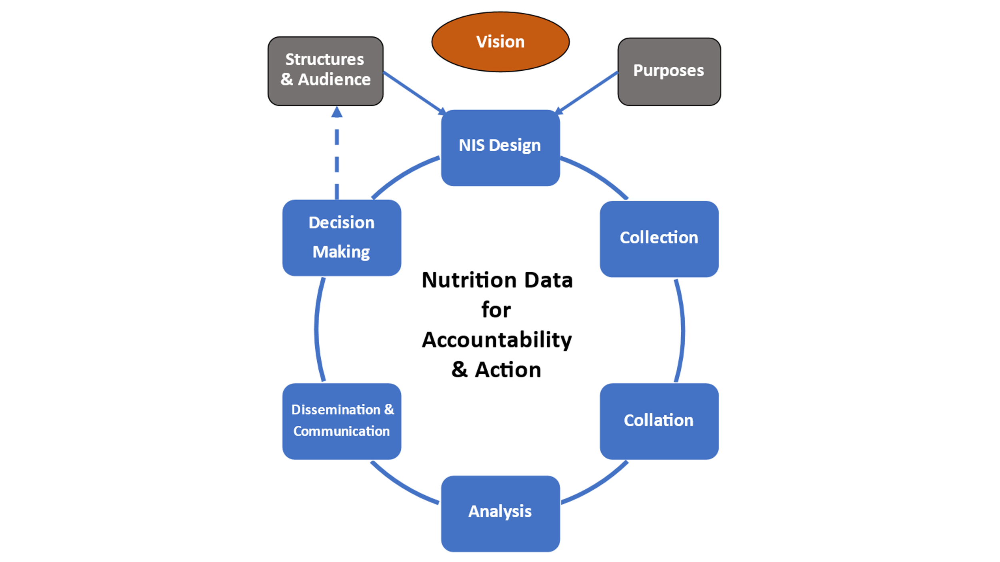 Vision
Structures
& Audience
Purposes
NIS Design
Decision
Making
Collection
Nutrition Data
for
Accountability
& Action
Dissemination &
Communication
Collation
Analysis